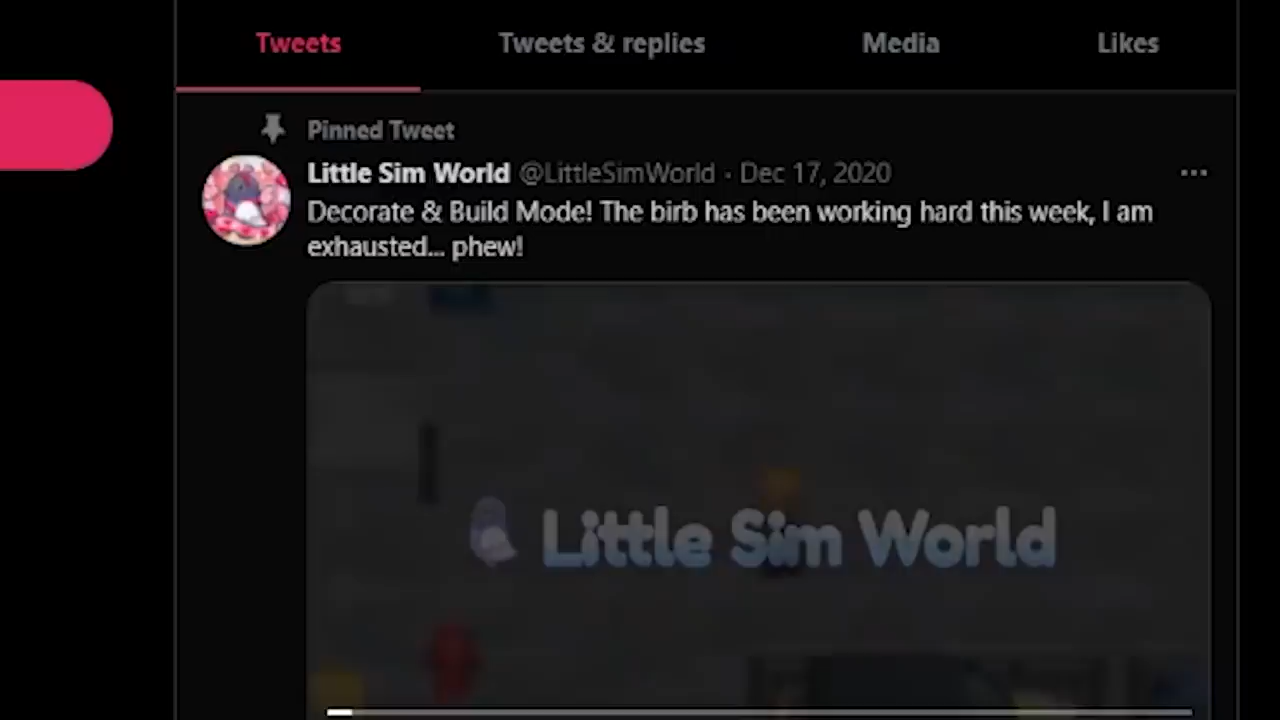 Tweets
Tweets & replies
Media
Likes
Pinned Tweet
Little Sim World @LittleSimWorld · Dec 17, 2020
Decorate & Build Mode! The birb has been working hard this week, I am
exhausted... phew!
Little Sim World